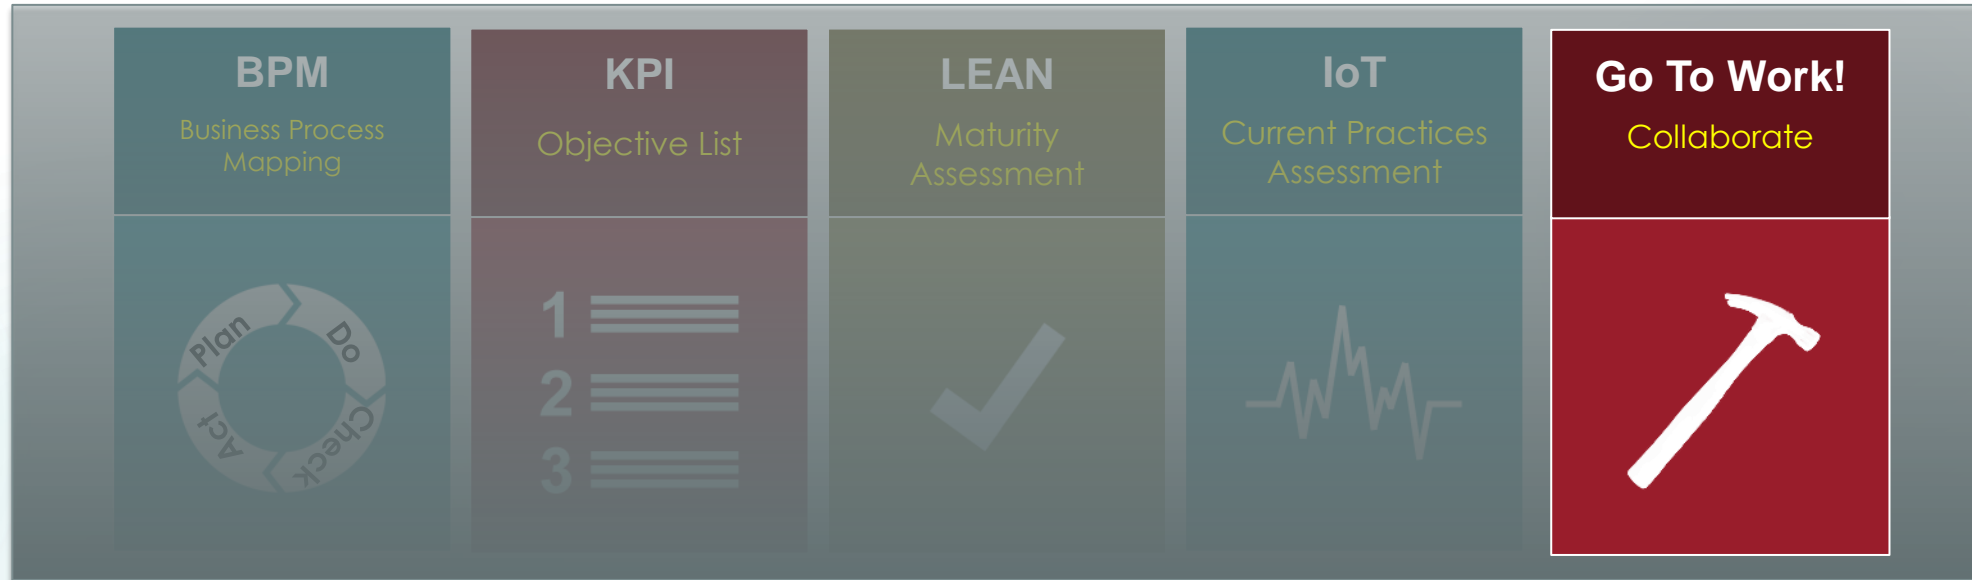 BPM
Business Process
Mapping
Plan
Do
Check
Act
KPI
Objective List
1
2
3
LEAN
Maturity
Assessment
IoT
Current Practices
Assessment
Go To Work!
Collaborate